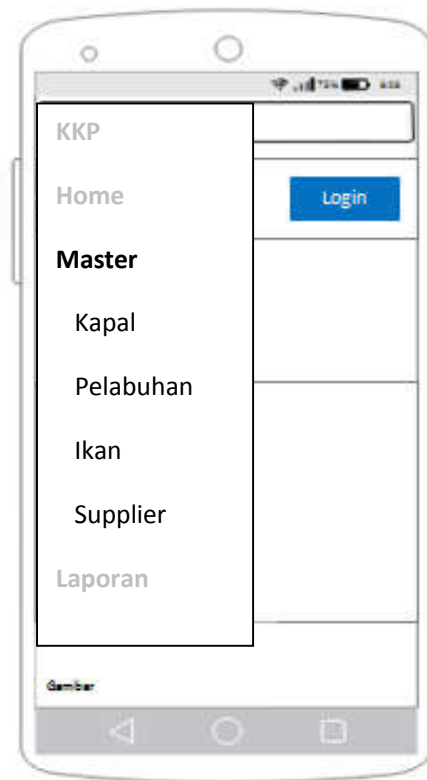 KKP
Home
Login
Master
Kapal
Pelabuhan
Ikan
Supplier
Laporan
Gambar